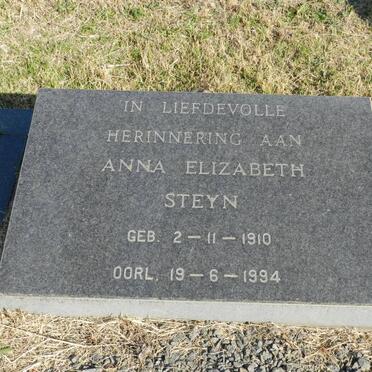 IN LIEFDEVOLLE
HERINNERING AAN
ANNA ELIZABETH
STEYN
GEB. 2-11-1910
OORL. 19-6-1994